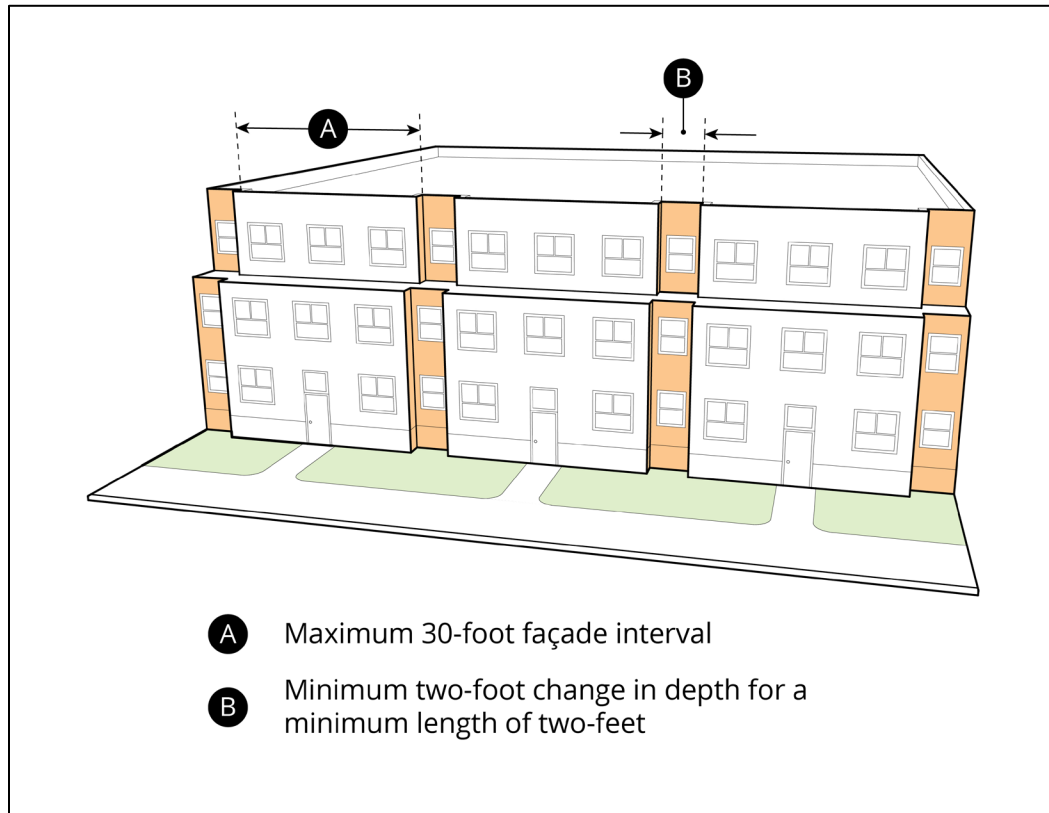 B
A
A Maximum 30-foot façade interval
B Minimum two-foot change in depth for a
minimum length of two-feet